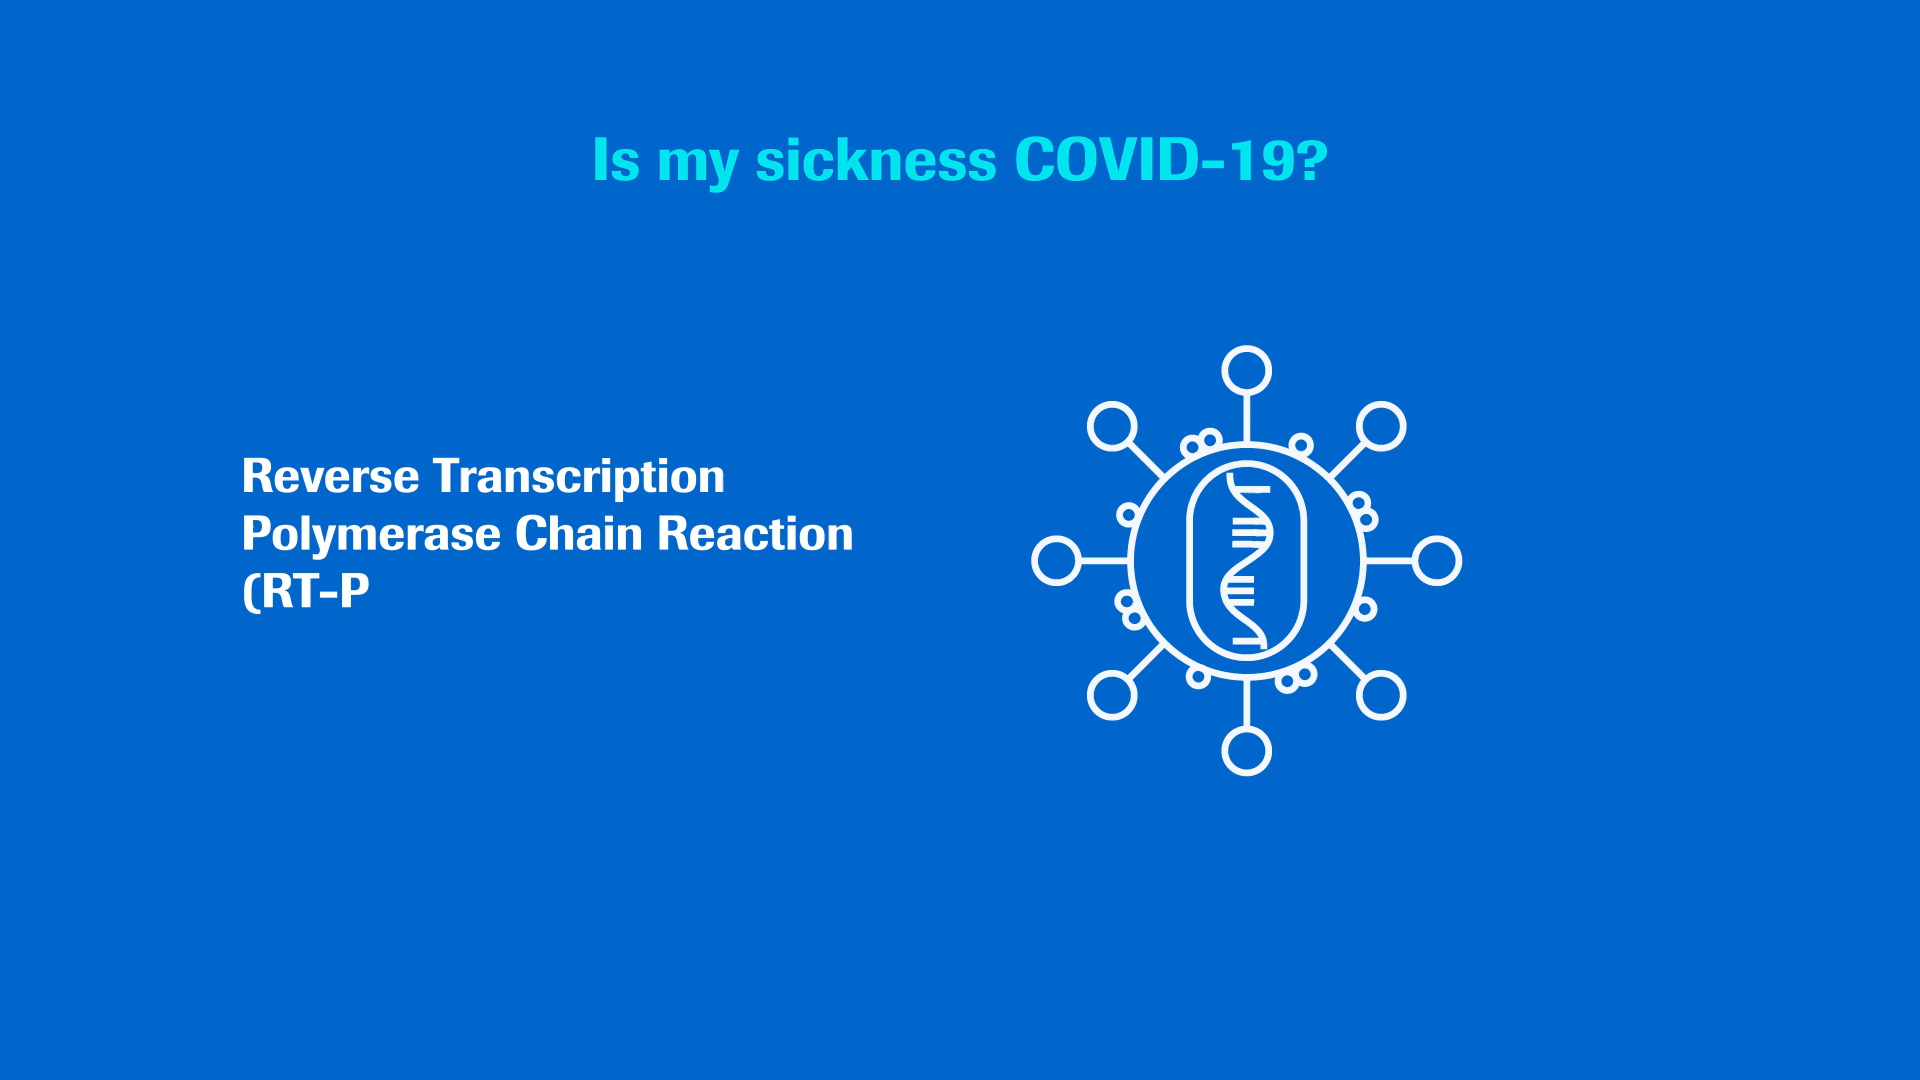 Is my sickness COVID-19?
Reverse Transcription
Polymerase Chain Reaction
(RT-P